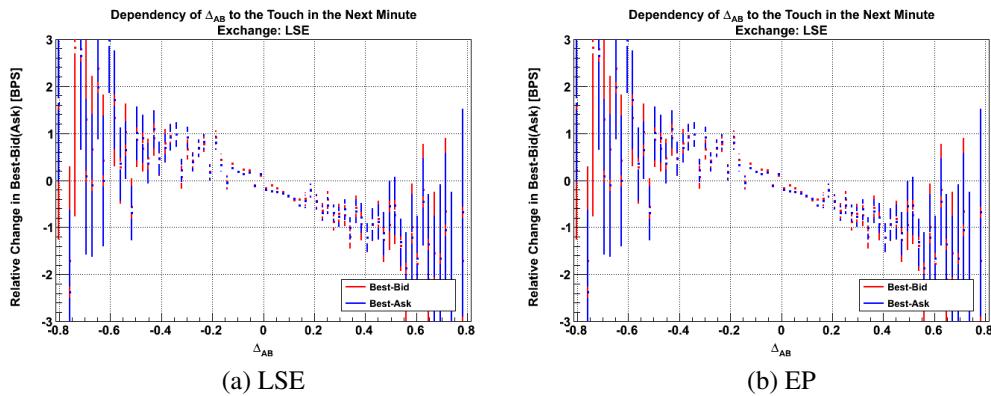 Dependency of Δ_AB to the Touch in the Next Minute
Exchange: LSE
Relative Change in Best-Bid(Ask) [BPS]
3
2
1
0
-1
-2
-3
Best-Bid
Best-Ask
-0.8 -0.6 -0.4 -0.2 0 0.2 0.4 0.6 0.8
Δ_AB
(a) LSE
Dependency of Δ_AB to the Touch in the Next Minute
Exchange: LSE
Relative Change in Best-Bid(Ask) [BPS]
3
2
1
0
-1
-2
-3
Best-Bid
Best-Ask
-0.8 -0.6 -0.4 -0.2 0 0.2 0.4 0.6 0.8
Δ_AB
(b) EP